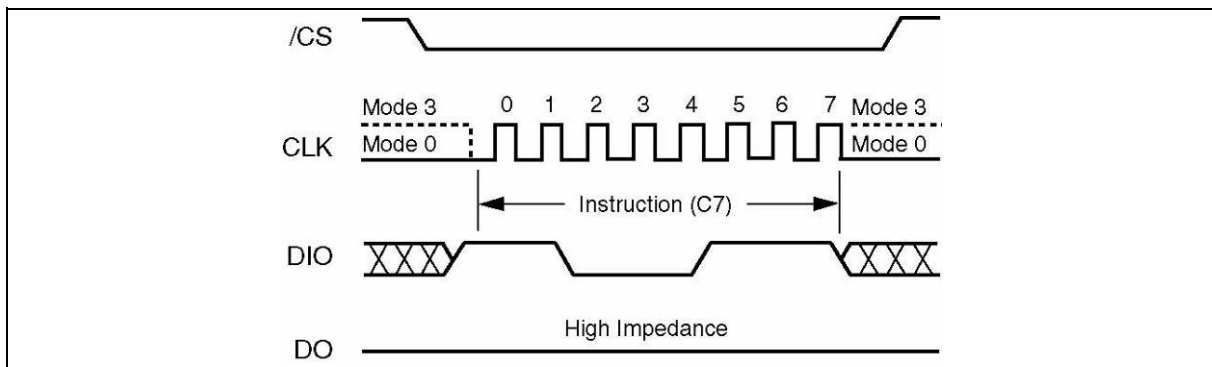 /CS
Mode 3 0 1 2 3 4 5 6 7 Mode 3
CLK Mode 0 Mode 0
Instruction (C7)
DIO
High Impedance
DO